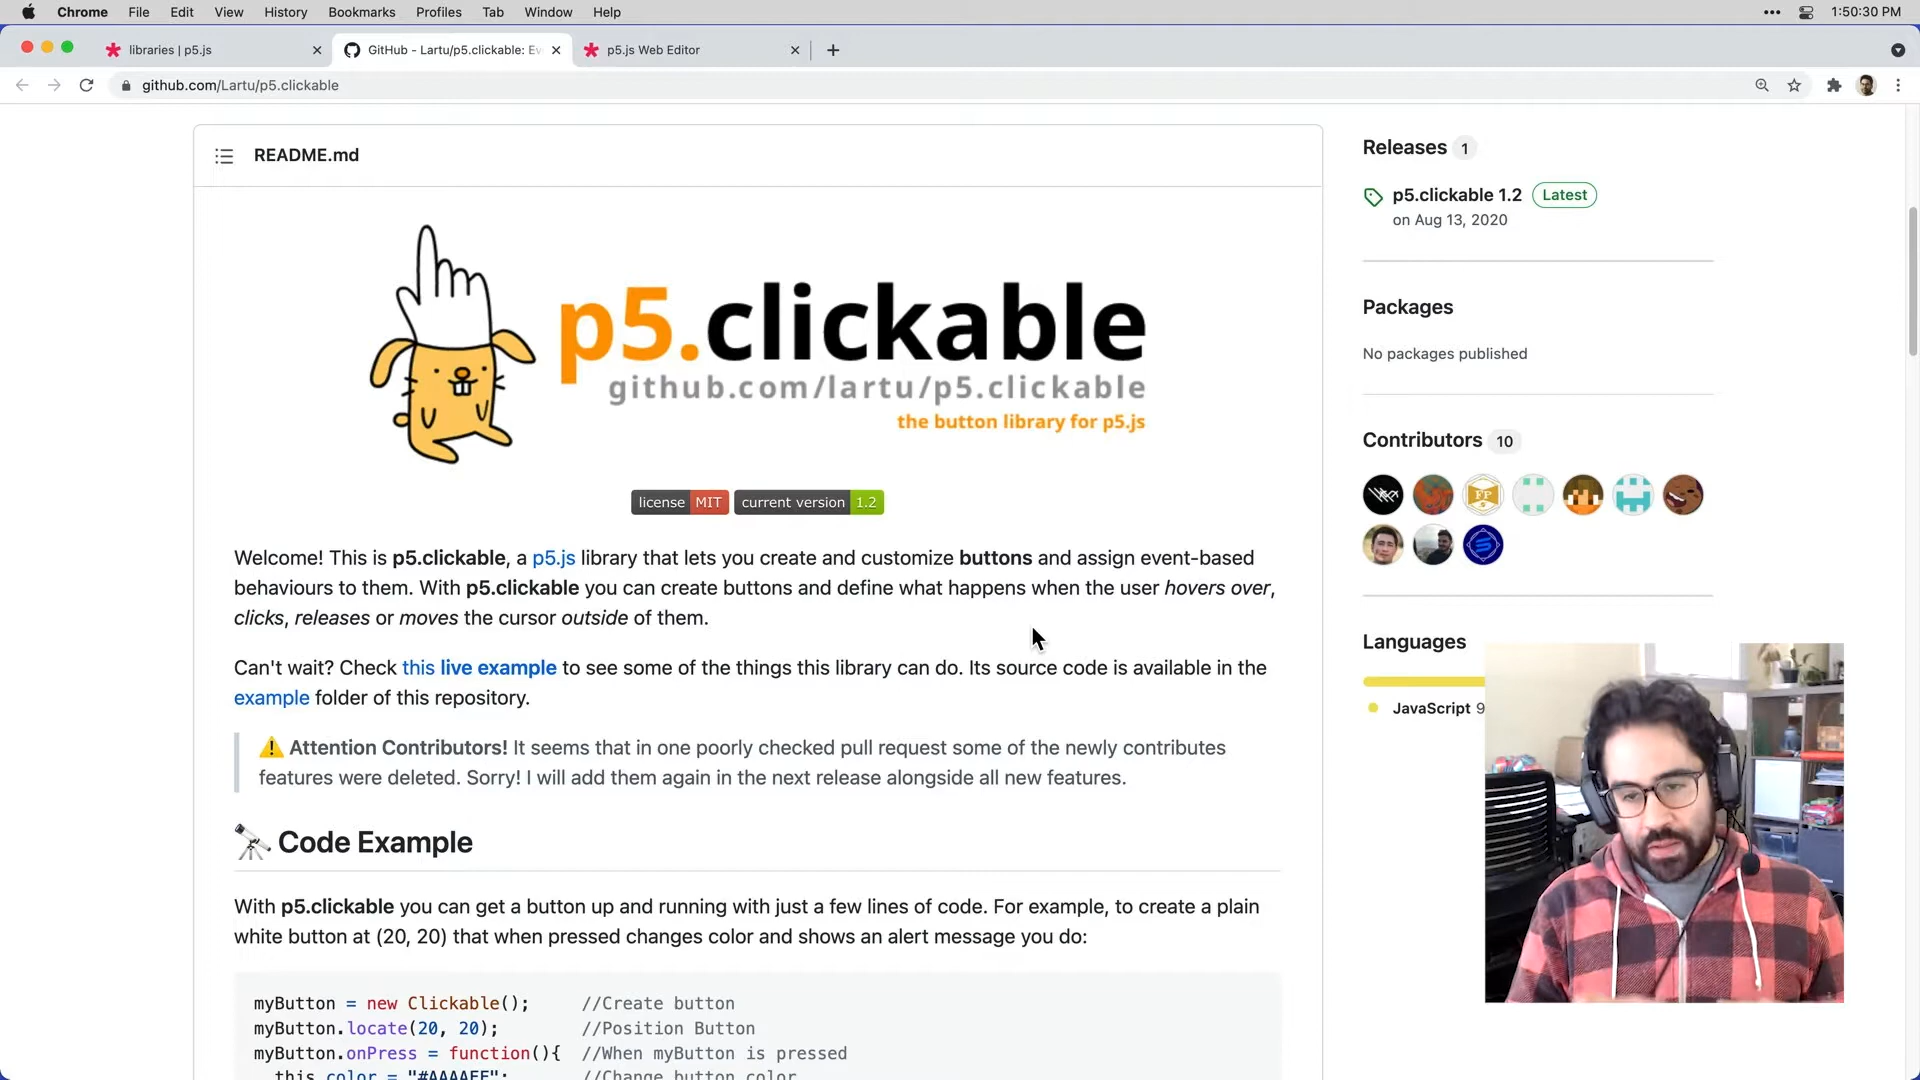 Chrome File Edit View History Bookmarks Profiles Tab Window Help 1:50:30 PM
libraries | p5.js GitHub - Lartu/p5.clickable: Ev p5.js Web Editor
github.com/Lartu/p5.clickable
README.md
p5.clickable
github.com/lartu/p5.clickable
the button library for p5.js
license MIT current version 1.2
Welcome! This is p5.clickable, a p5.js library that lets you create and customize buttons and assign event-based
behaviours to them. With p5.clickable you can create buttons and define what happens when the user hovers over,
clicks, releases or moves the cursor outside of them.
Can't wait? Check this live example to see some of the things this library can do. Its source code is available in the
example folder of this repository.
⚠️ Attention Contributors! It seems that in one poorly checked pull request some of the newly contributes
features were deleted. Sorry! I will add them again in the next release alongside all new features.
Code Example
With p5.clickable you can get a button up and running with just a few lines of code. For example, to create a plain
white button at (20, 20) that when pressed changes color and shows an alert message you do:
myButton = new Clickable(); //Create button
myButton.locate(20, 20); //Position Button
myButton.onPress = function(){ //When myButton is pressed
this.color = "#AAAAFF"; //Change button color
Releases 1
p5.clickable 1.2 Latest
on Aug 13, 2020
Packages
No packages published
Contributors 10
FP
Languages
JavaScript 9